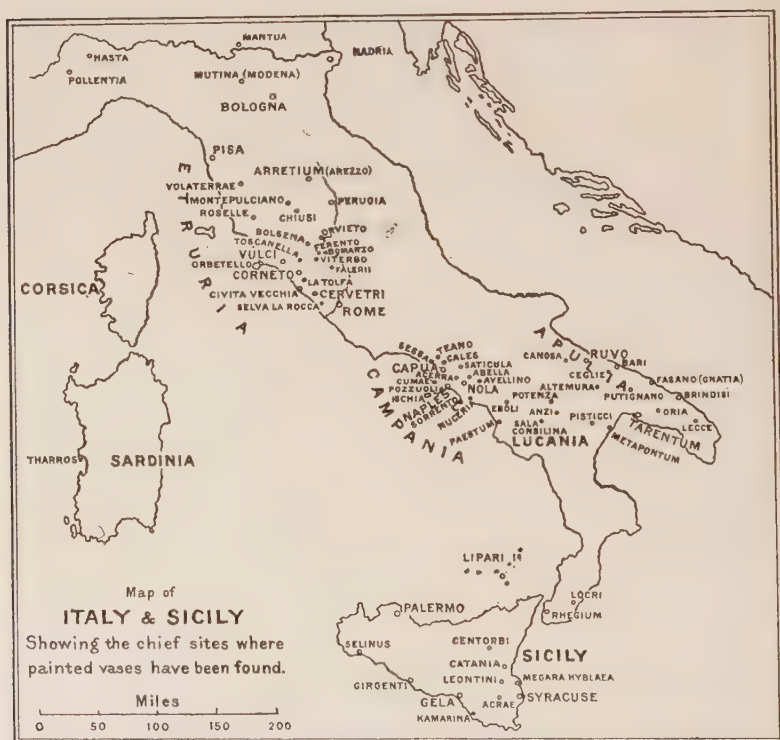 MANTUA
HASTA
HADRIA
POLLENTIA
MUTINA (MODENA)
BOLOGNA
PISA
ETRURIA
ARRETIUM (AREZZO)
VOLATERRAE
MONTEPULCIANO
PERUGIA
ROSELLE
CHIUSI
BOLSENA
ORVIETO
TOSCANELLA
FERENTO
BOMARZO
VULCI
VITERBO
ORBETELLO
FALERII
CORNETO
LA TOLFA
CORSICA
CIVITA VECCHIA
CERVETRI
SELVA LA ROCCA
ROME
APULIA
SESSA
TEANO
CALES
CANOSA
RUVO
BARI
CAPUA
SATICULA
ACERRA
ABELLA
CEGLIE
FASANO (GNATIA)
CUMAE
AVELLINO
ALTEMURA
POZZUOLI
NOLA
PUTIGNANO
BRINDISI
ISCHIA
NAPLES
POTENZA
ORIA
SORRENTO
NUCERIA
EBOLI
ANZI
PISTICCI
LECCE
CAMPANIA
PAESTUM
SALA
CONSILINA
TARENTUM
LUCANIA
METAPONTUM
THARROS
SARDINIA
LIPARI Is
Map of
ITALY & SICILY
Showing the chief sites where
painted vases have been found.
Miles
0 50 100 150 200
PALERMO
LOCRI
RHEGIUM
SELINUS
CENTORBI
SICILY
CATANIA
GIRGENTI
LEONTINI
MEGARA HYBLAEA
GELA
ACRAE
SYRACUSE
KAMARINA